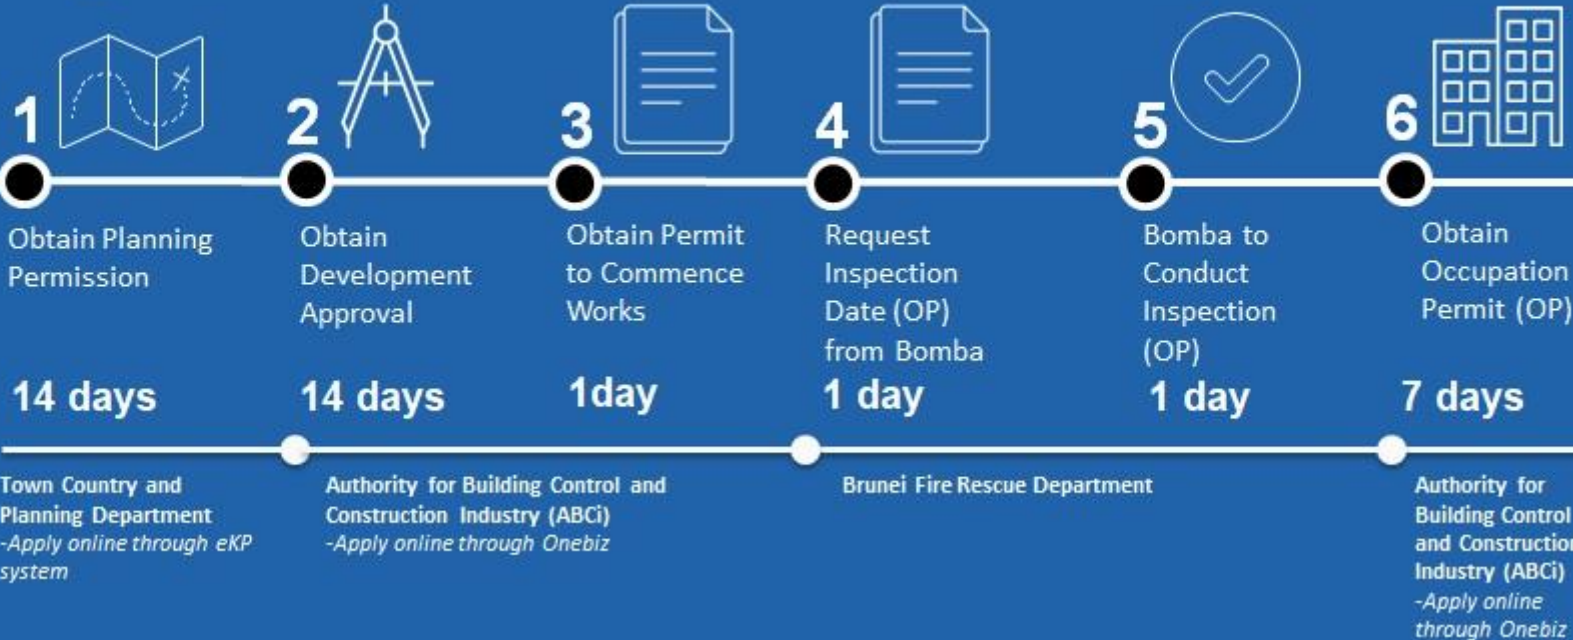 1
2
3
4
5
6
Obtain Planning
Permission
14 days
Obtain
Development
Approval
14 days
Obtain Permit
to Commence
Works
1day
Request
Inspection
Date (OP)
from Bomba
1 day
Bomba to
Conduct
Inspection
(OP)
1 day
Obtain
Occupation
Permit (OP)
7 days
Town Country and
Planning Department
-Apply online through eKP
system
Authority for Building Control and
Construction Industry (ABCi)
-Apply online through Onebiz
Brunei Fire Rescue Department
Authority for
Building Control
and Construction
Industry (ABCi)
-Apply online
through Onebiz